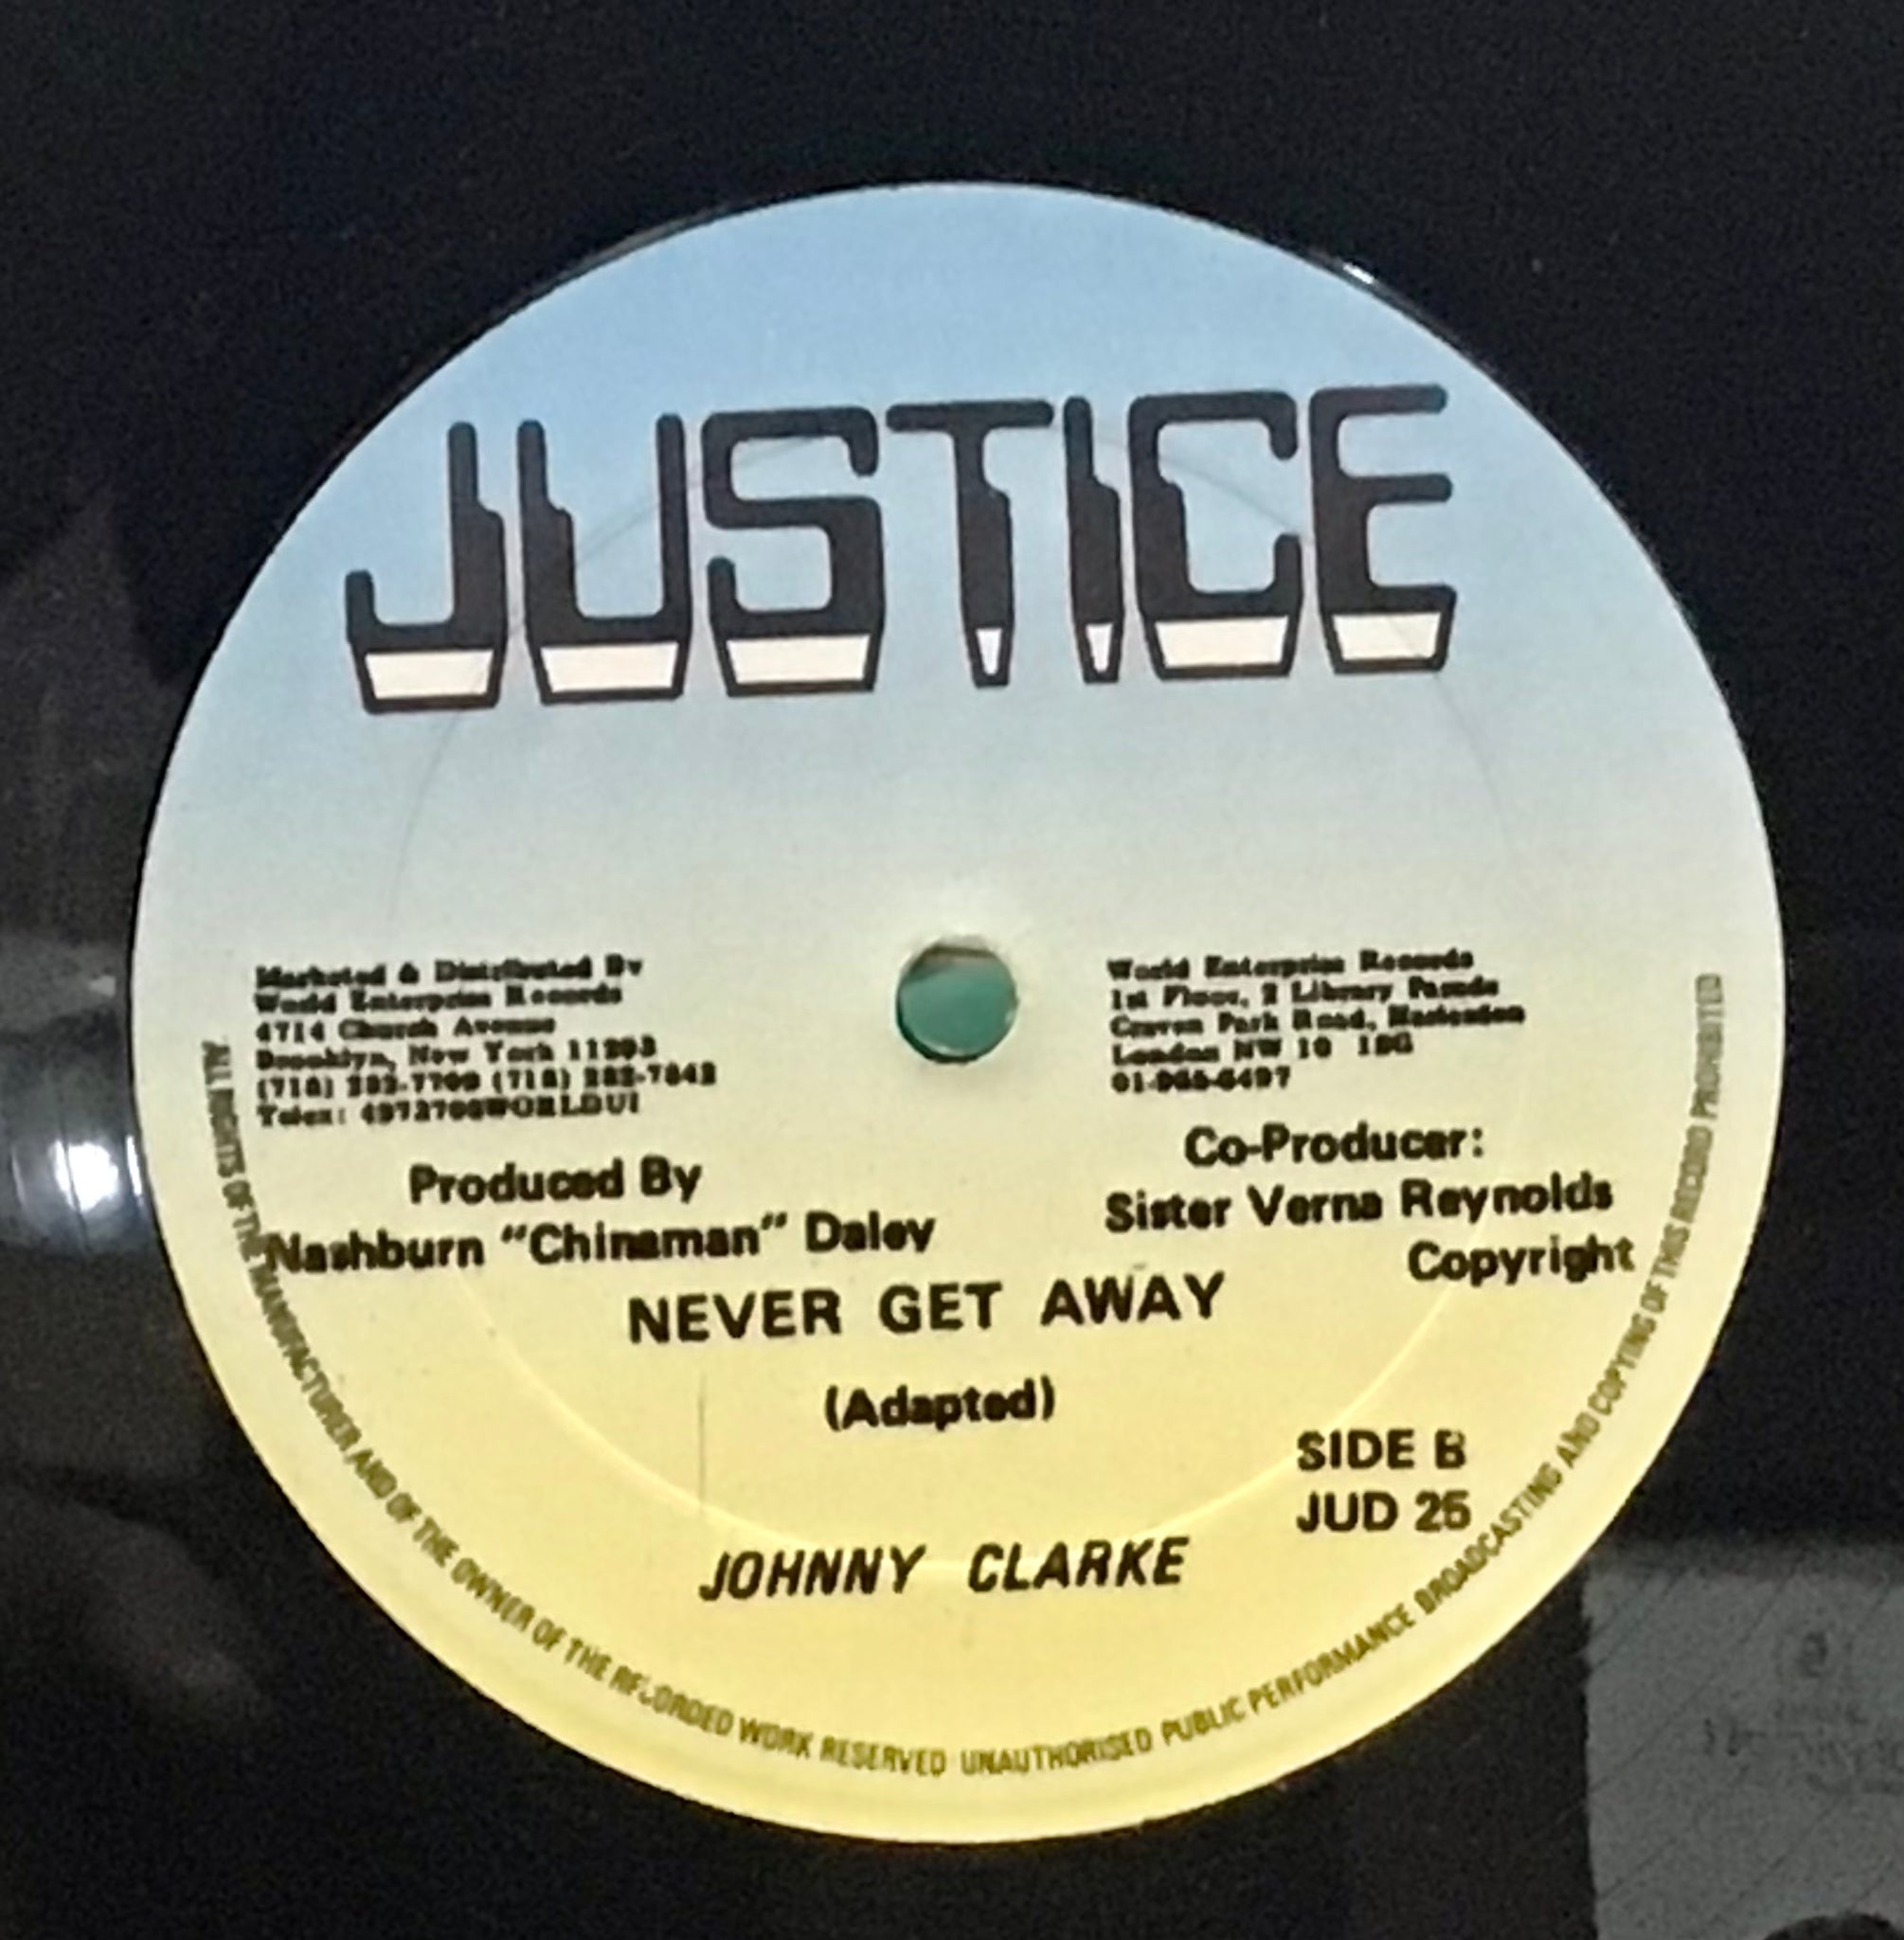 JUSTICE
Marketed & Distributed By
World Enterprise Records
4714 Church Avenue
Brooklyn, New York 11203
Telex:
World Enterprise Records
1st Floor, 2 Library Parade
Craven Park Road, Harlesden
London NW 10
Produced By
Nashburn "Chinaman" Daley
Co-Producer:
Sister Verna Reynolds
Copyright
NEVER GET AWAY
(Adapted)
SIDE B
JUD 25
JOHNNY CLARKE
ALL RIGHTS OF THE MANUFACTURER AND OF THE OWNER OF THE RECORDED WORK RESERVED UNAUTHORISED PUBLIC PERFORMANCE BROADCASTING AND COPYING OF THIS RECORD PROHIBITED